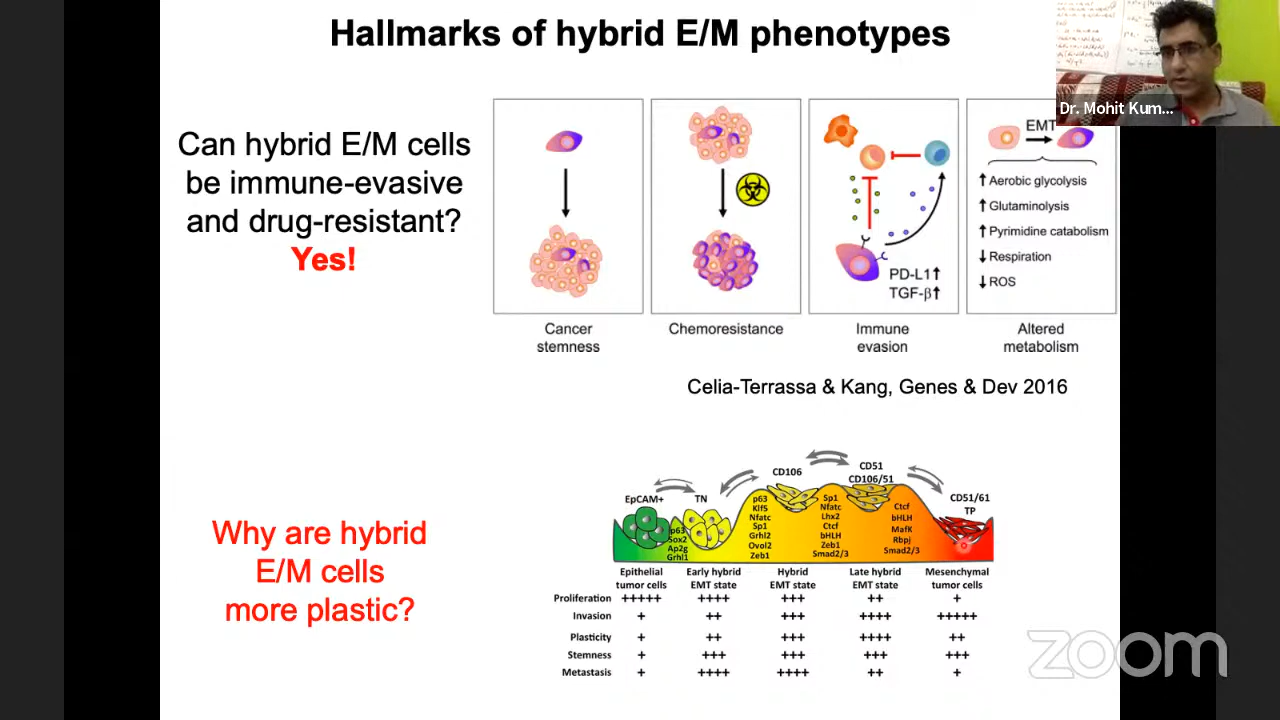 Hallmarks of hybrid E/M phenotypes
Dr. Mohit Kum...
Can hybrid E/M cells
be immune-evasive
and drug-resistant?
Yes!
PD-L1↑
TGF-β↑
EMT
↑ Aerobic glycolysis
↑ Glutaminolysis
↑ Pyrimidine catabolism
↓ Respiration
↓ ROS
Cancer
stemness
Chemoresistance
Immune
evasion
Altered
metabolism
Celia-Terrassa & Kang, Genes & Dev 2016
Why are hybrid
E/M cells
more plastic?
EpCAM+
TN
CD106
CD51
CD106/51
CD51/61
TP
p63
Sox2
Ap2g
Grhl1
p63
Klf5
Nfatc
Sp1
Grhl2
Ovol2
Zeb1
Sp1
Nfatc
Lhx2
Ctcf
bHLH
Zeb1
Smad2/3
Ctcf
bHLH
MafK
Rbpj
Smad2/3
Epithelial
tumor cells
Early hybrid
EMT state
Hybrid
EMT state
Late hybrid
EMT state
Mesenchymal
tumor cells
Proliferation +++++ ++++ +++ ++ +
Invasion + ++ +++ ++++ +++++
Plasticity + ++ +++ ++++ ++
Stemness + +++ +++ +++ +++
Metastasis + ++++ ++++ ++ +
zoom